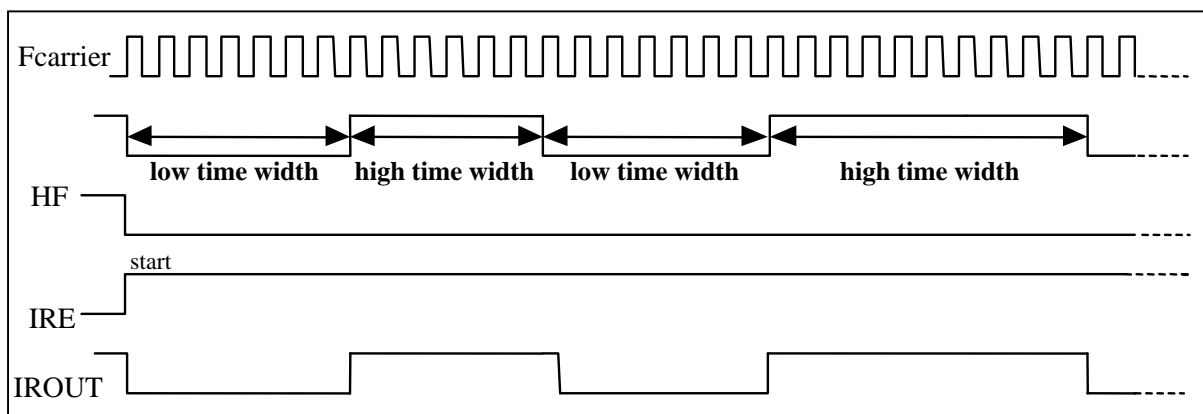 Fcarrier
low time width high time width low time width high time width
HF
start
IRE
IROUT